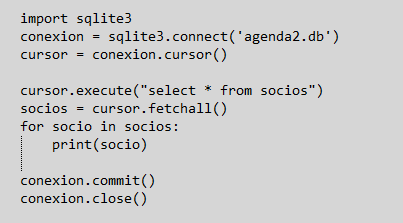 import sqlite3
conexion = sqlite3.connect('agenda2.db')
cursor = conexion.cursor()

cursor.execute("select * from socios")
socios = cursor.fetchall()
for socio in socios:
    print(socio)

conexion.commit()
conexion.close()